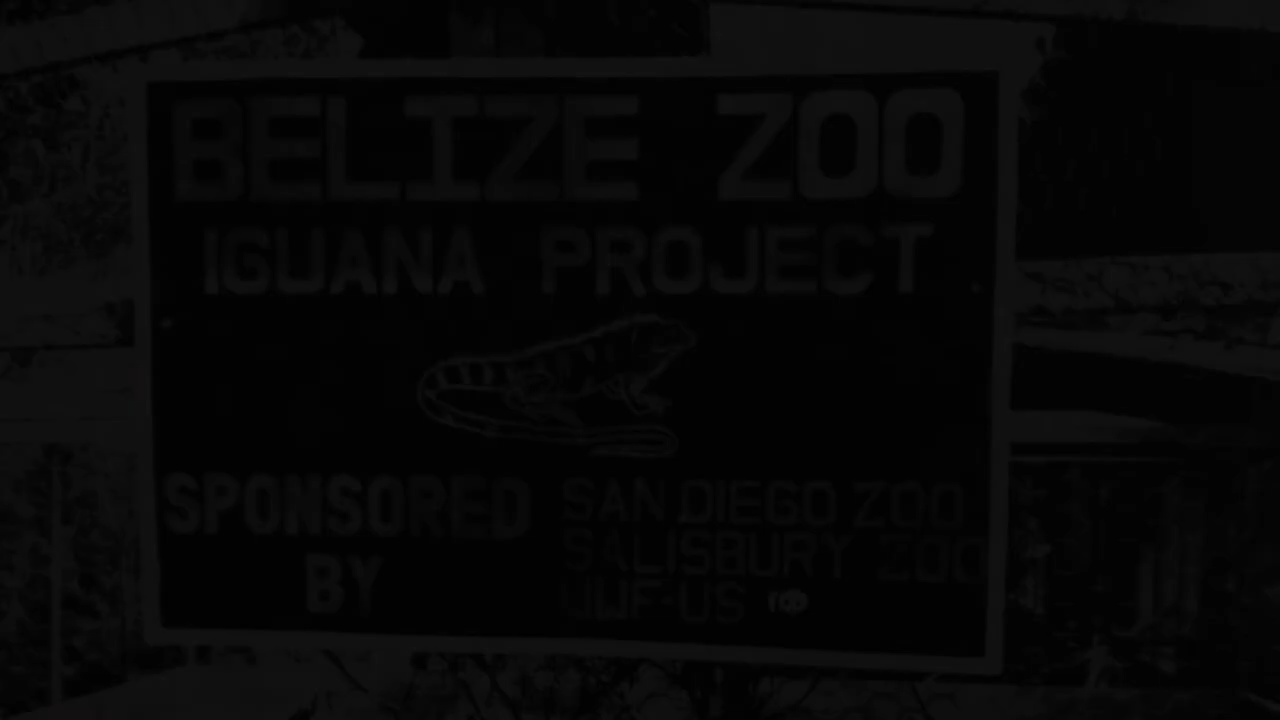 BELIZE ZOO
IGUANA PROJECT
SPONSORED BY
SAN DIEGO ZOO
SALISBURY ZOO
WWF-US